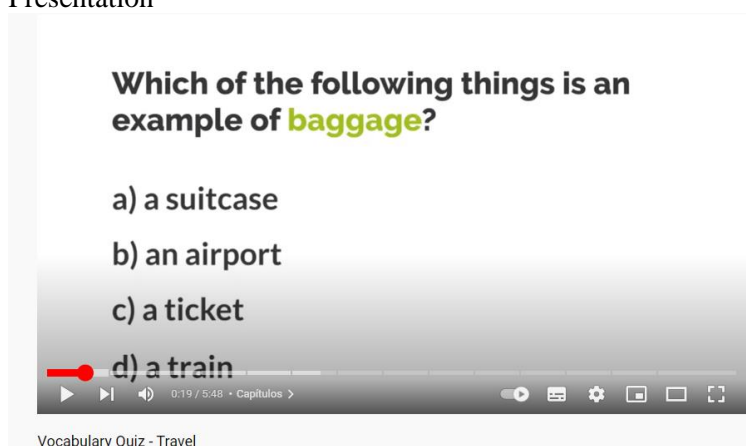 Presentation
Which of the following things is an
example of baggage?
a) a suitcase
b) an airport
c) a ticket
d) a train
0:19 / 5:48 • Capítulos >
Vocabulary Quiz - Travel